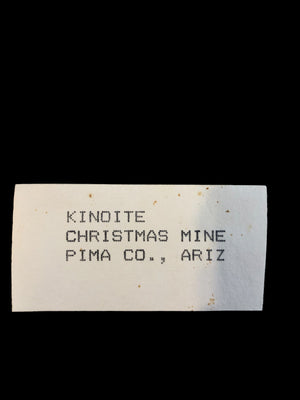 KINOITE
CHRISTMAS MINE
PIMA CO., ARIZ